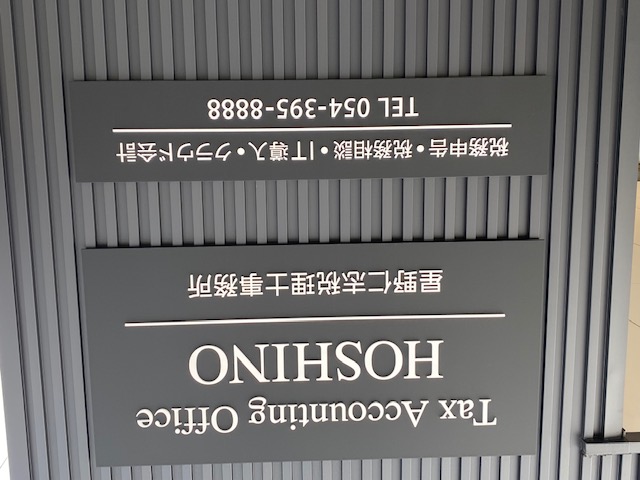 Tax Accounting Office
HOSHINO
星野仁志税理士事務所
税務申告・税務相談・IT導入・クラウド会計
TEL 054-395-8888